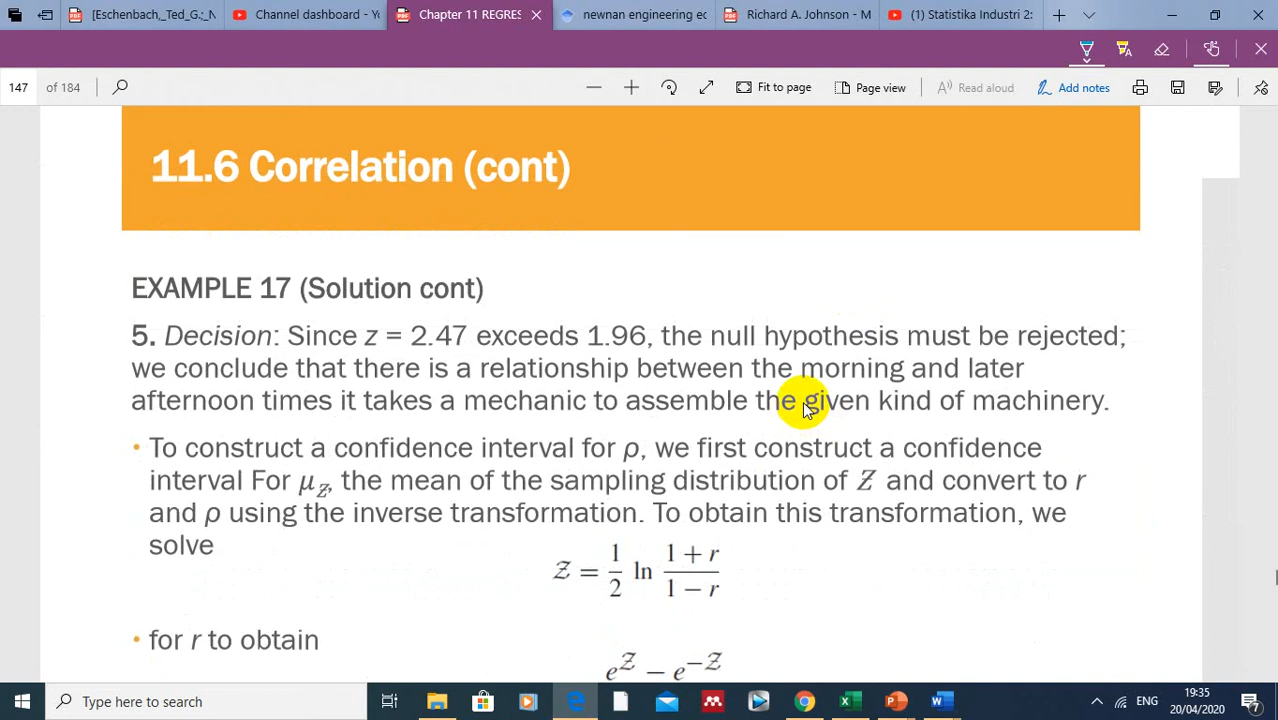 [Eschenbach,_Ted_G.;_N
Channel dashboard - Yo
Chapter 11 REGRES
newnan engineering ec
Richard A. Johnson - M
(1) Statistika Industri 2:
147 of 184
Fit to page
Page view
Read aloud
Add notes
11.6 Correlation (cont)
EXAMPLE 17 (Solution cont)
5. Decision: Since z = 2.47 exceeds 1.96, the null hypothesis must be rejected;
we conclude that there is a relationship between the morning and later
afternoon times it takes a mechanic to assemble the given kind of machinery.
• To construct a confidence interval for ρ, we first construct a confidence
interval For μ_Z, the mean of the sampling distribution of Z and convert to r
and ρ using the inverse transformation. To obtain this transformation, we
solve
Z = 1/2 ln (1 + r)/(1 − r)
• for r to obtain
e^Z − e^−Z
Type here to search
ENG
19:35
20/04/2020
7